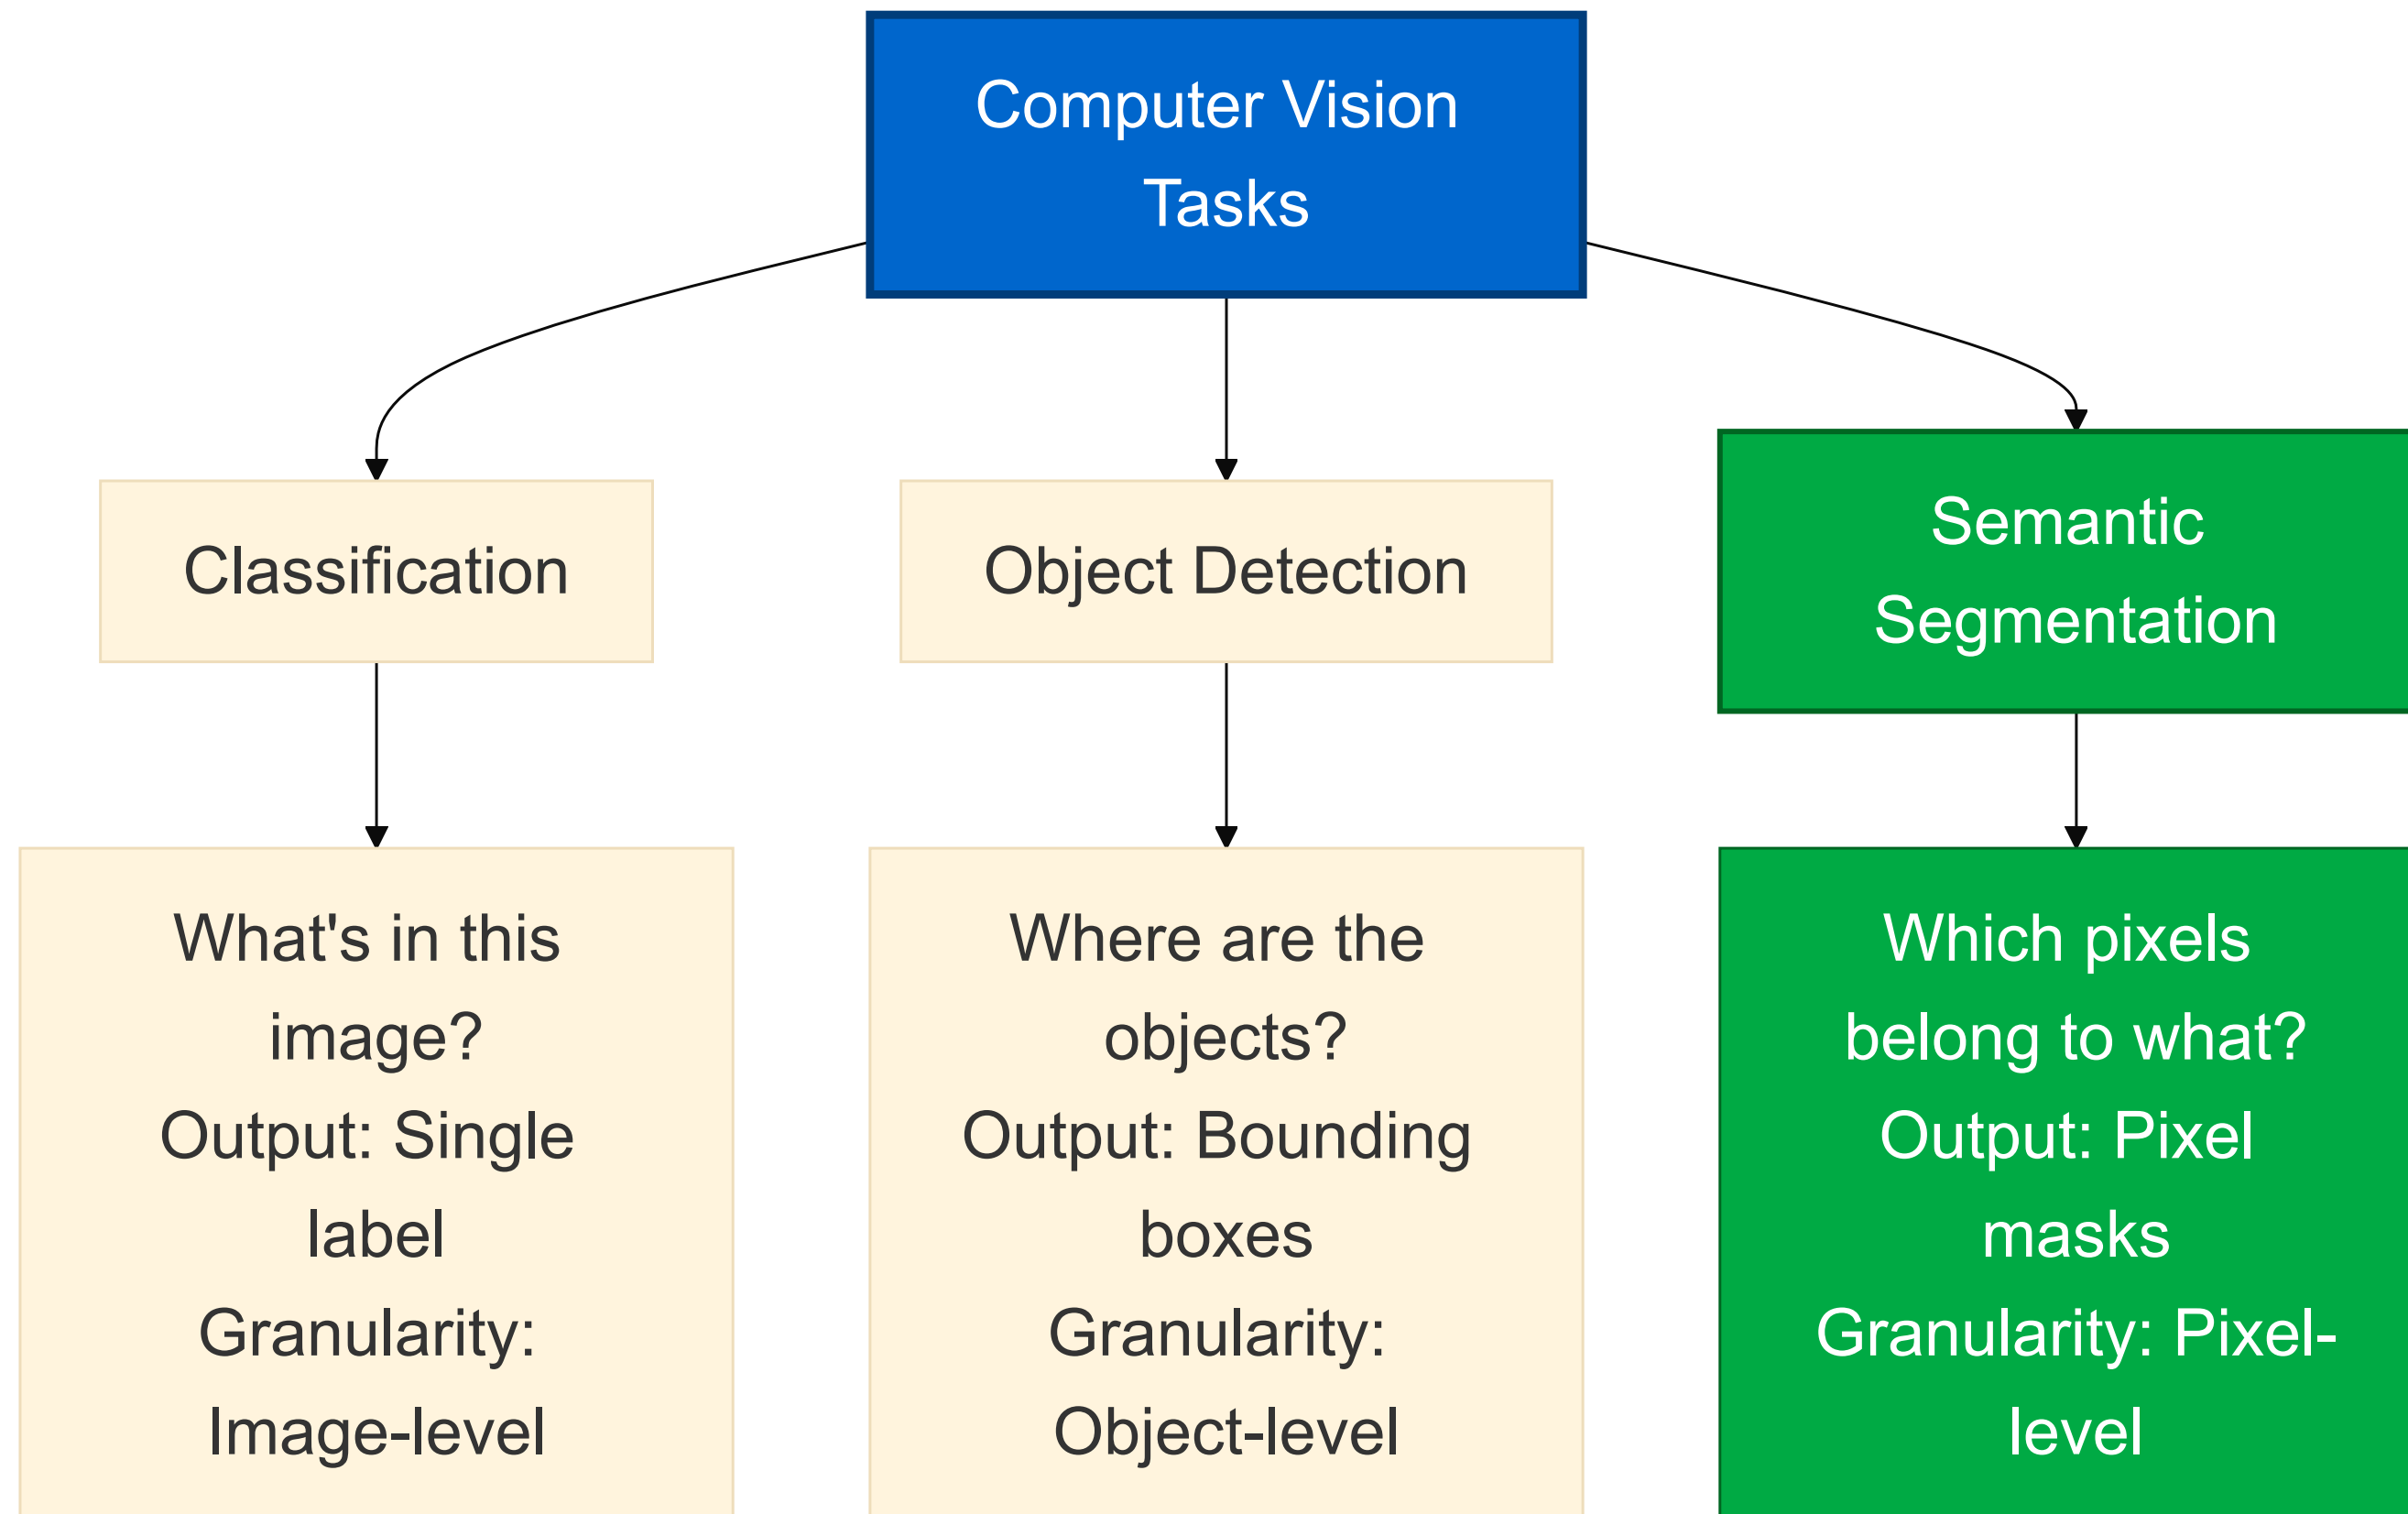 Computer Vision
Tasks
Classification
Object Detection
Semantic
Segmentation
What's in this
image?
Output: Single
label
Granularity:
Image-level
Where are the
objects?
Output: Bounding
boxes
Granularity:
Object-level
Which pixels
belong to what?
Output: Pixel
masks
Granularity: Pixel-
level